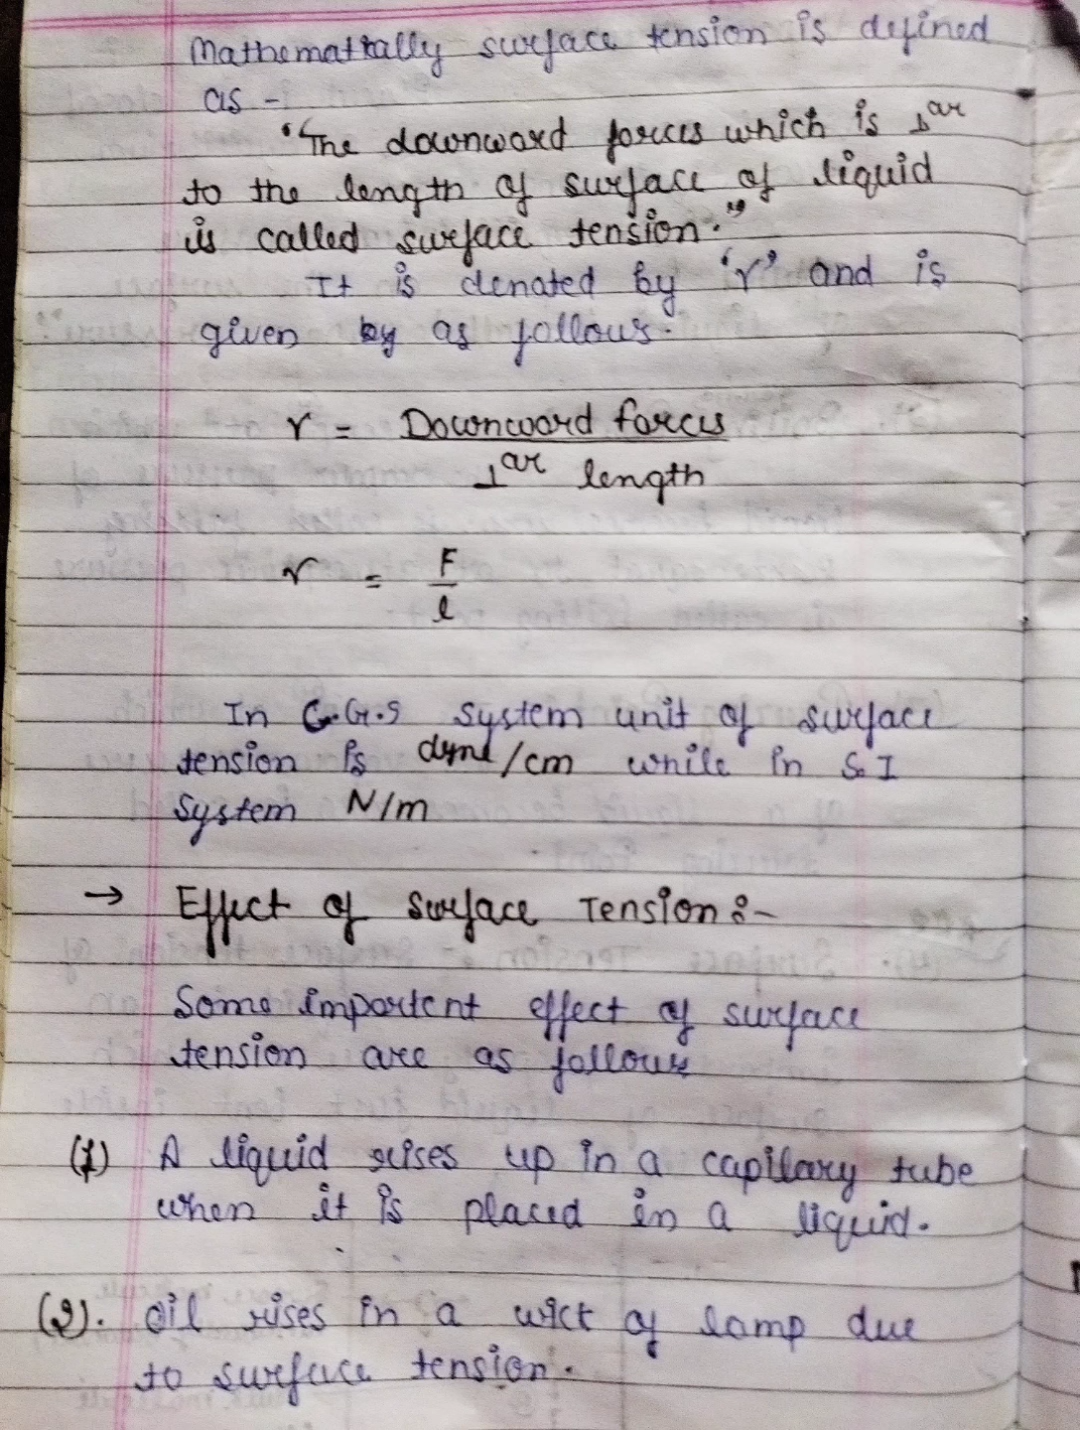 Mathematically surface tension is defined
as -
"The downward forces which is ⊥ar
to the length of surface of liquid
is called surface tension."
It is denoted by 'r' and is
given by as follows.
r = Downward forces
⊥ar length
r = F
l
In C.G.S system unit of surface
tension is dyne/cm while in S.I
System N/m
→ Effect of Surface Tension :-
Some importent effect of surface
tension are as follows
(1) A liquid rises up in a capilary tube
when it is placed in a liquid.
(2). Oil rises in a wict of lamp due
to surface tension.